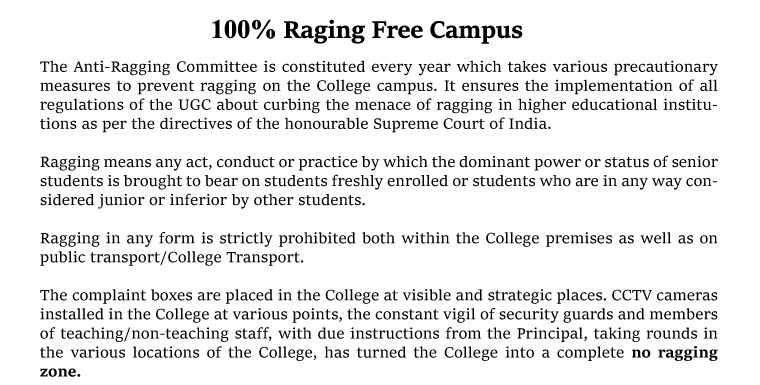 100% Raging Free Campus
The Anti-Ragging Committee is constituted every year which takes various precautionary
measures to prevent ragging on the College campus. It ensures the implementation of all
regulations of the UGC about curbing the menace of ragging in higher educational institu-
tions as per the directives of the honourable Supreme Court of India.
Ragging means any act, conduct or practice by which the dominant power or status of senior
students is brought to bear on students freshly enrolled or students who are in any way con-
sidered junior or inferior by other students.
Ragging in any form is strictly prohibited both within the College premises as well as on
public transport/College Transport.
The complaint boxes are placed in the College at visible and strategic places. CCTV cameras
installed in the College at various points, the constant vigil of security guards and members
of teaching/non-teaching staff, with due instructions from the Principal, taking rounds in
the various locations of the College, has turned the College into a complete no ragging
zone.